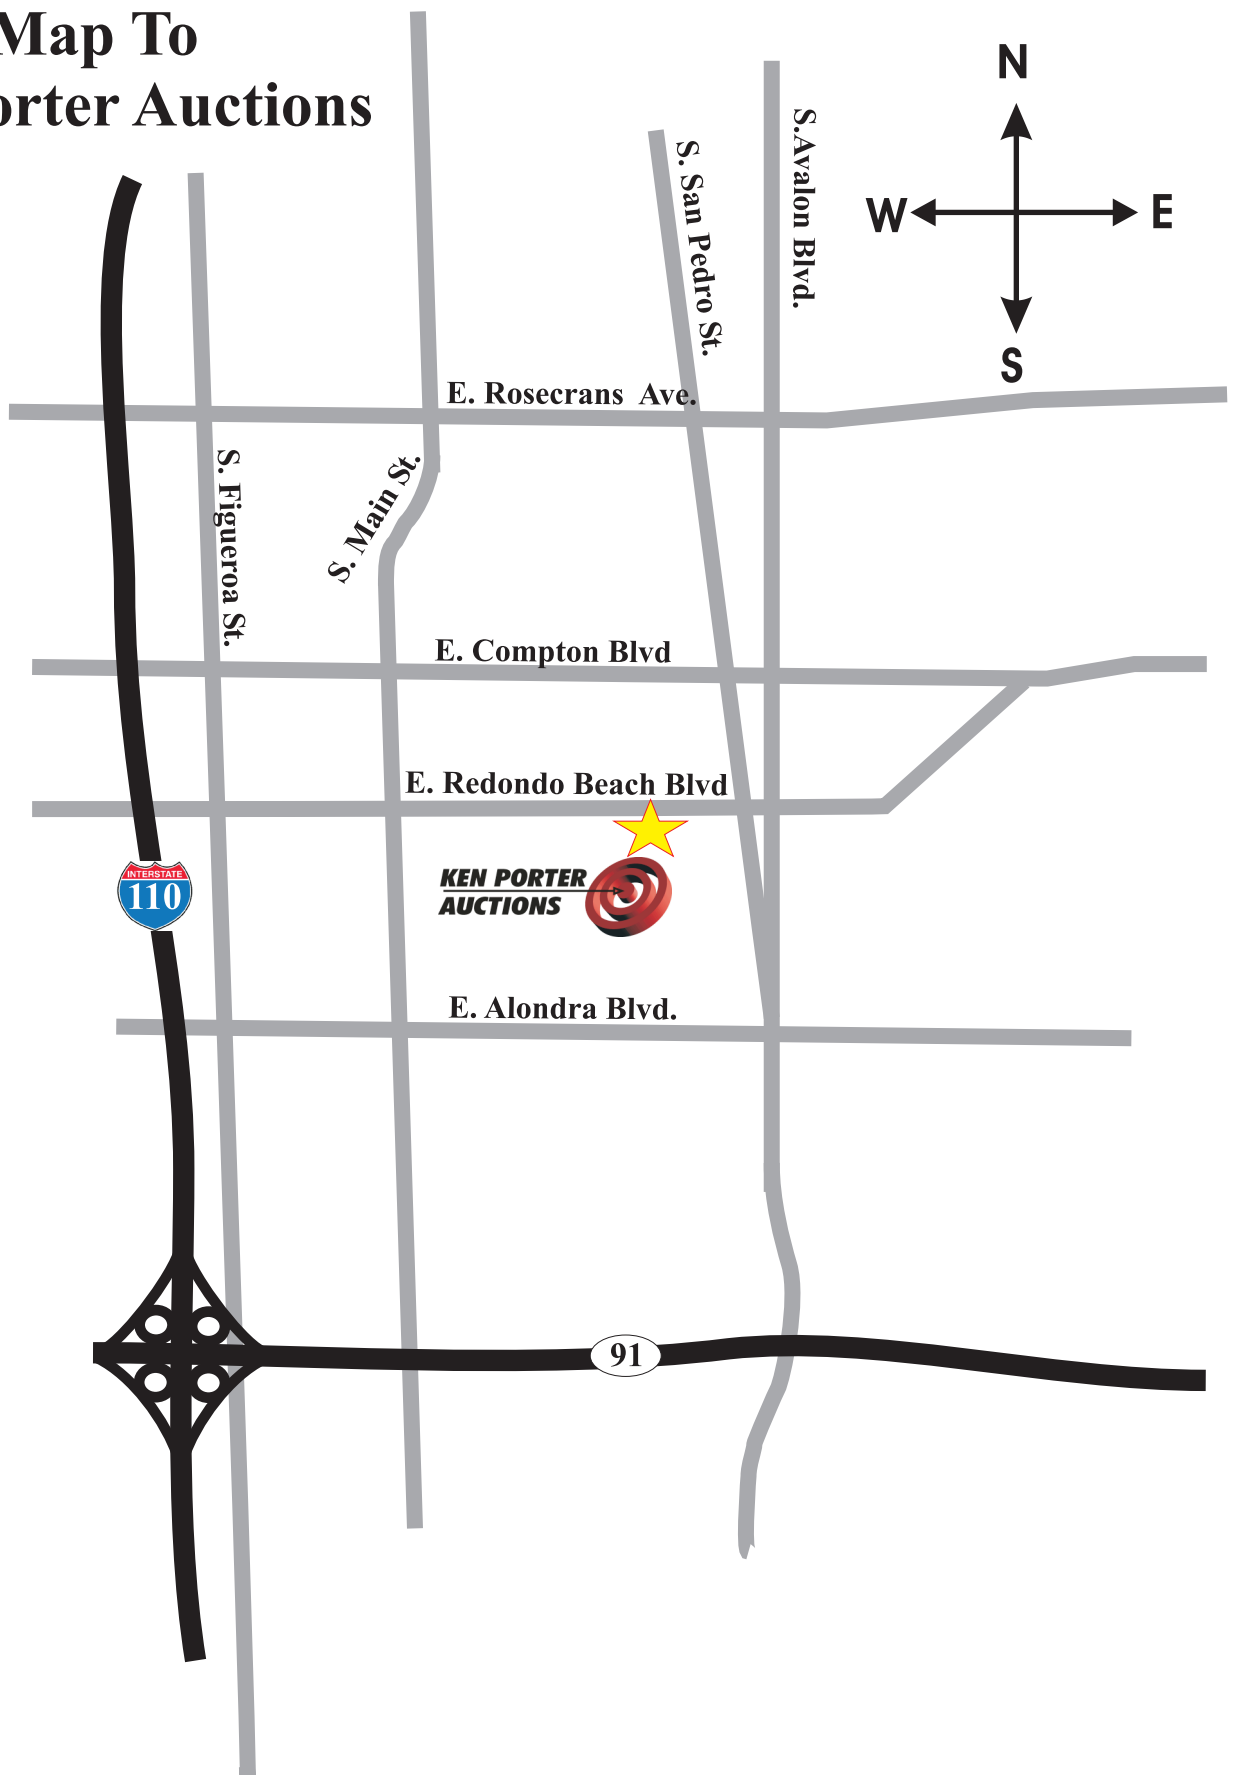 Map To
orter Auctions
N
S.Avalon Blvd.
S. San Pedro St.
W
E
S
E. Rosecrans Ave.
S. Figueroa St.
S. Main St.
E. Compton Blvd
E. Redondo Beach Blvd
INTERSTATE
110
KEN PORTER
AUCTIONS
E. Alondra Blvd.
91